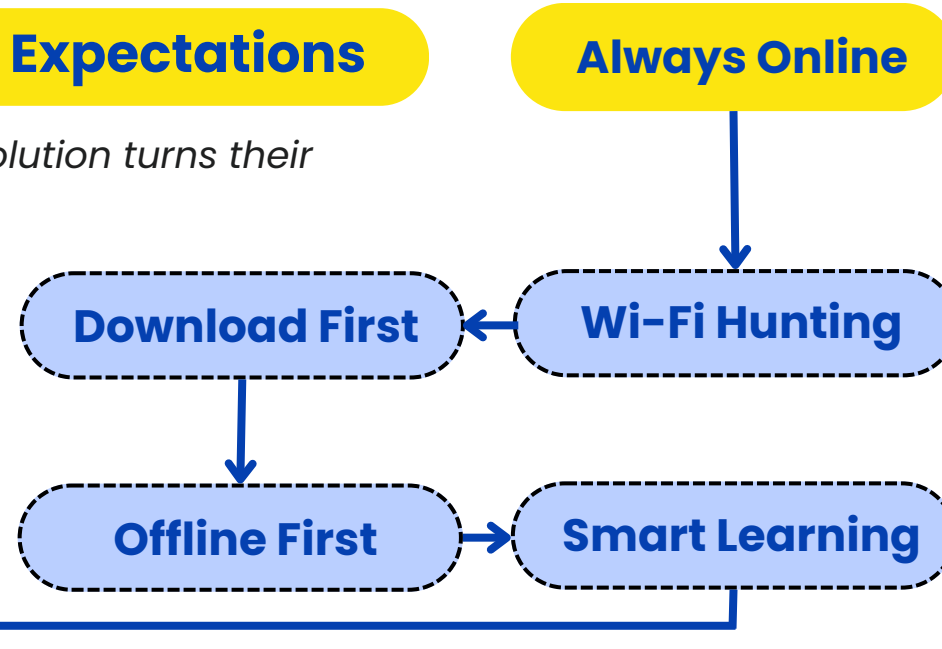 Expectations
Always Online
olution turns their
Download First
Wi-Fi Hunting
Offline First
Smart Learning